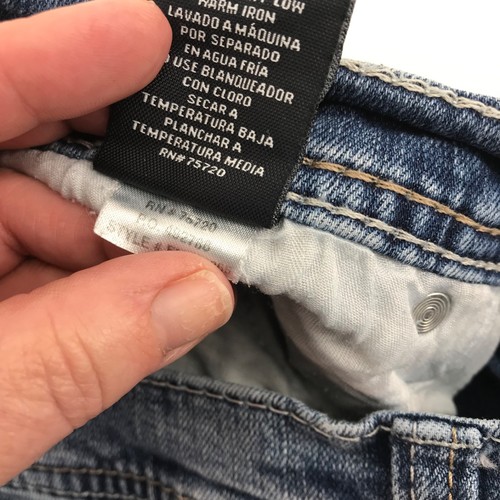 LOW
WARM IRON
LAVADO A MÁQUINA
POR SEPARADO
EN AGUA FRÍA
USE BLANQUEADOR
CON CLORO
SECAR A
TEMPERATURA BAJA
PLANCHAR A
TEMPERATURA MEDIA
RN# 75720
RN # 75720
P.O.
STYLE #